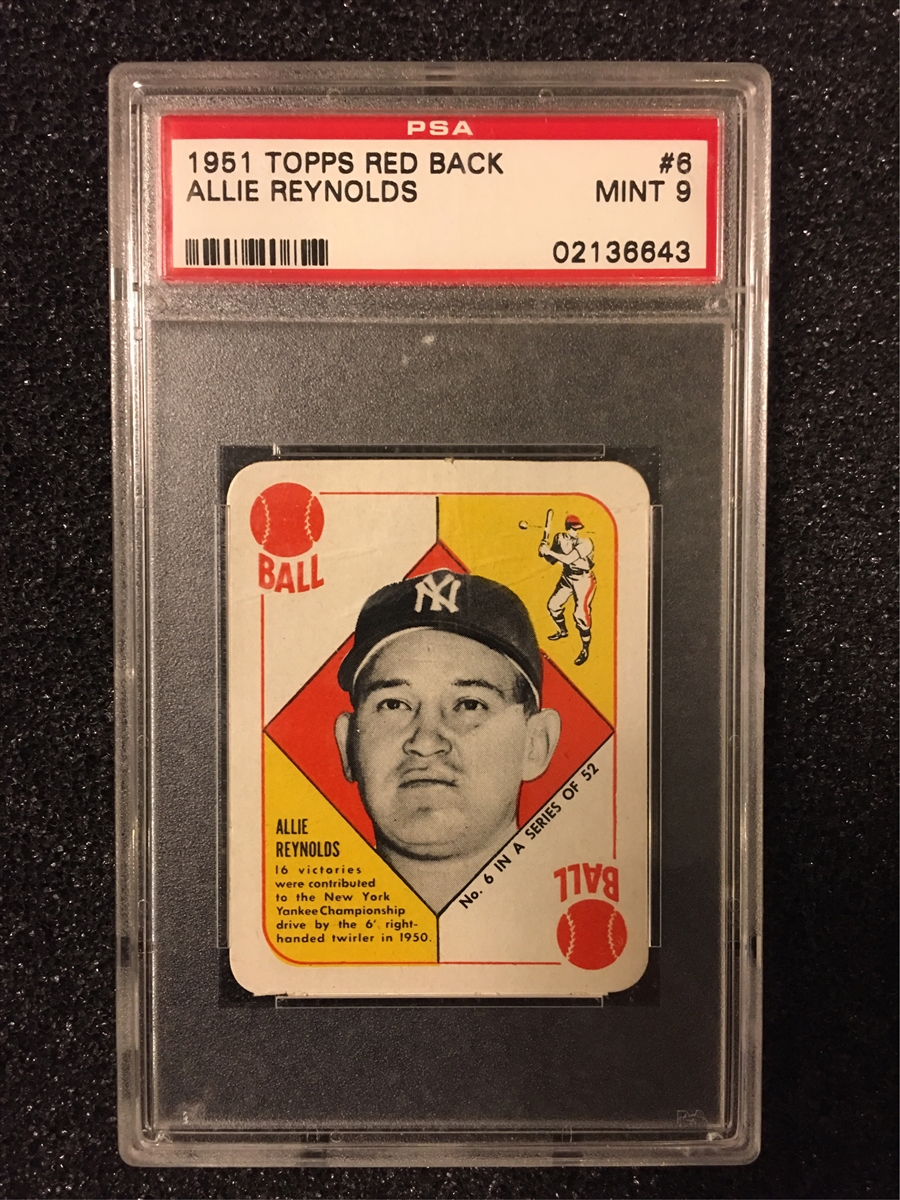 PSA
1951 TOPPS RED BACK #6
ALLIE REYNOLDS MINT 9
02136643
BALL
NY
ALLIE
REYNOLDS
16 victories
were contributed
to the New York
Yankee Championship
drive by the 6' right-
handed twirler in 1950.
No. 6 IN A SERIES OF 52
BALL
PSA